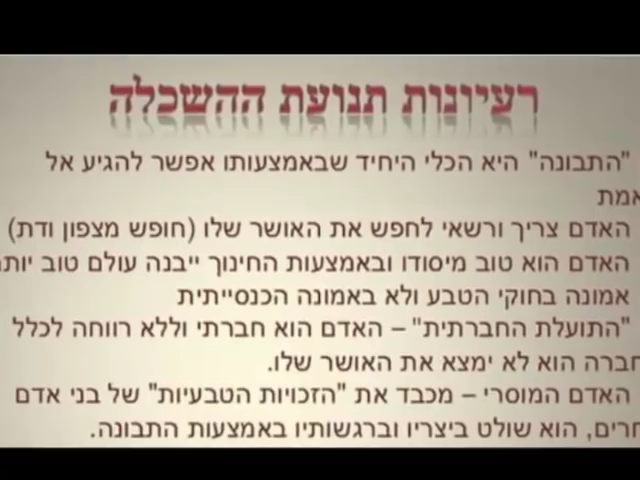 רעיונות תנועת ההשכלה
"התבונה" היא הכלי היחיד שבאמצעותו אפשר להגיע אל
אמת
האדם צריך ורשאי לחפש את האושר שלו (חופש מצפון ודת)
האדם הוא טוב מיסודו ובאמצעות החינוך ייבנה עולם טוב יותר
אמונה בחוקי הטבע ולא באמונה הכנסייתית
"התועלת החברתית" – האדם הוא חברתי וללא רווחה לכלל
חברה הוא לא ימצא את האושר שלו.
האדם המוסרי – מכבד את "הזכויות הטבעיות" של בני אדם
חרים, הוא שולט ביצריו וברגשותיו באמצעות התבונה.